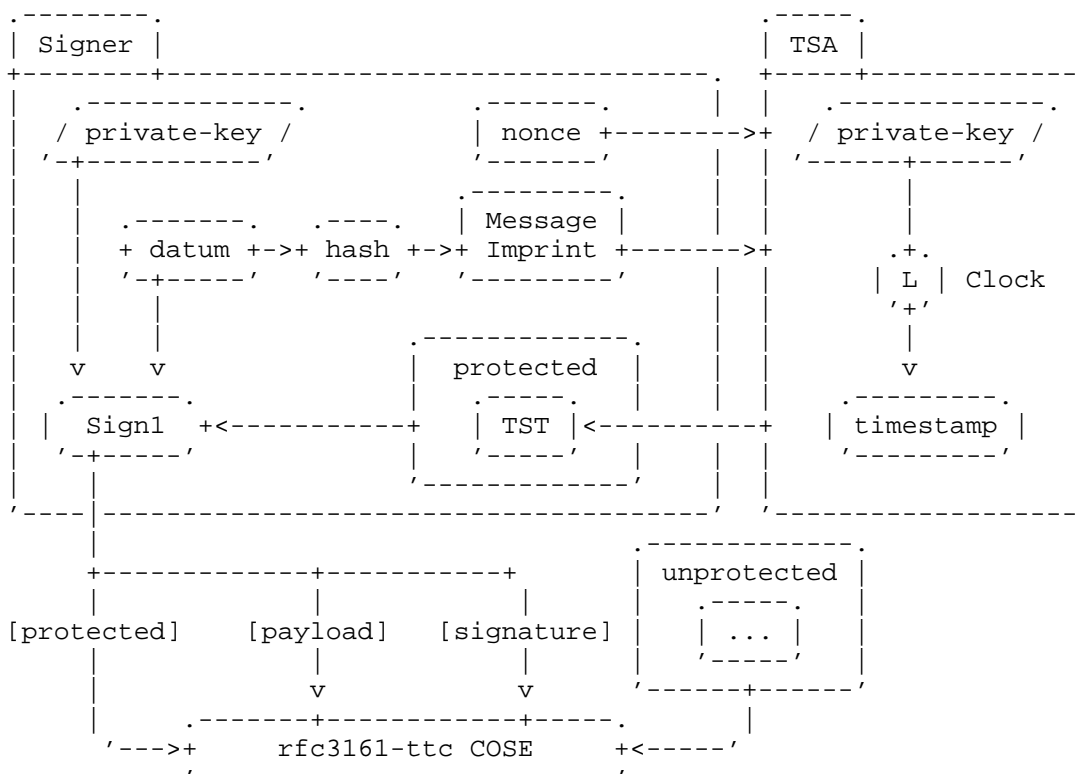 Signer TSA
/ private-key / nonce / private-key /
Message
datum hash Imprint
L Clock
v v protected v
Sign1 TST timestamp
unprotected
[protected] [payload] [signature] ...
v v
rfc3161-ttc COSE